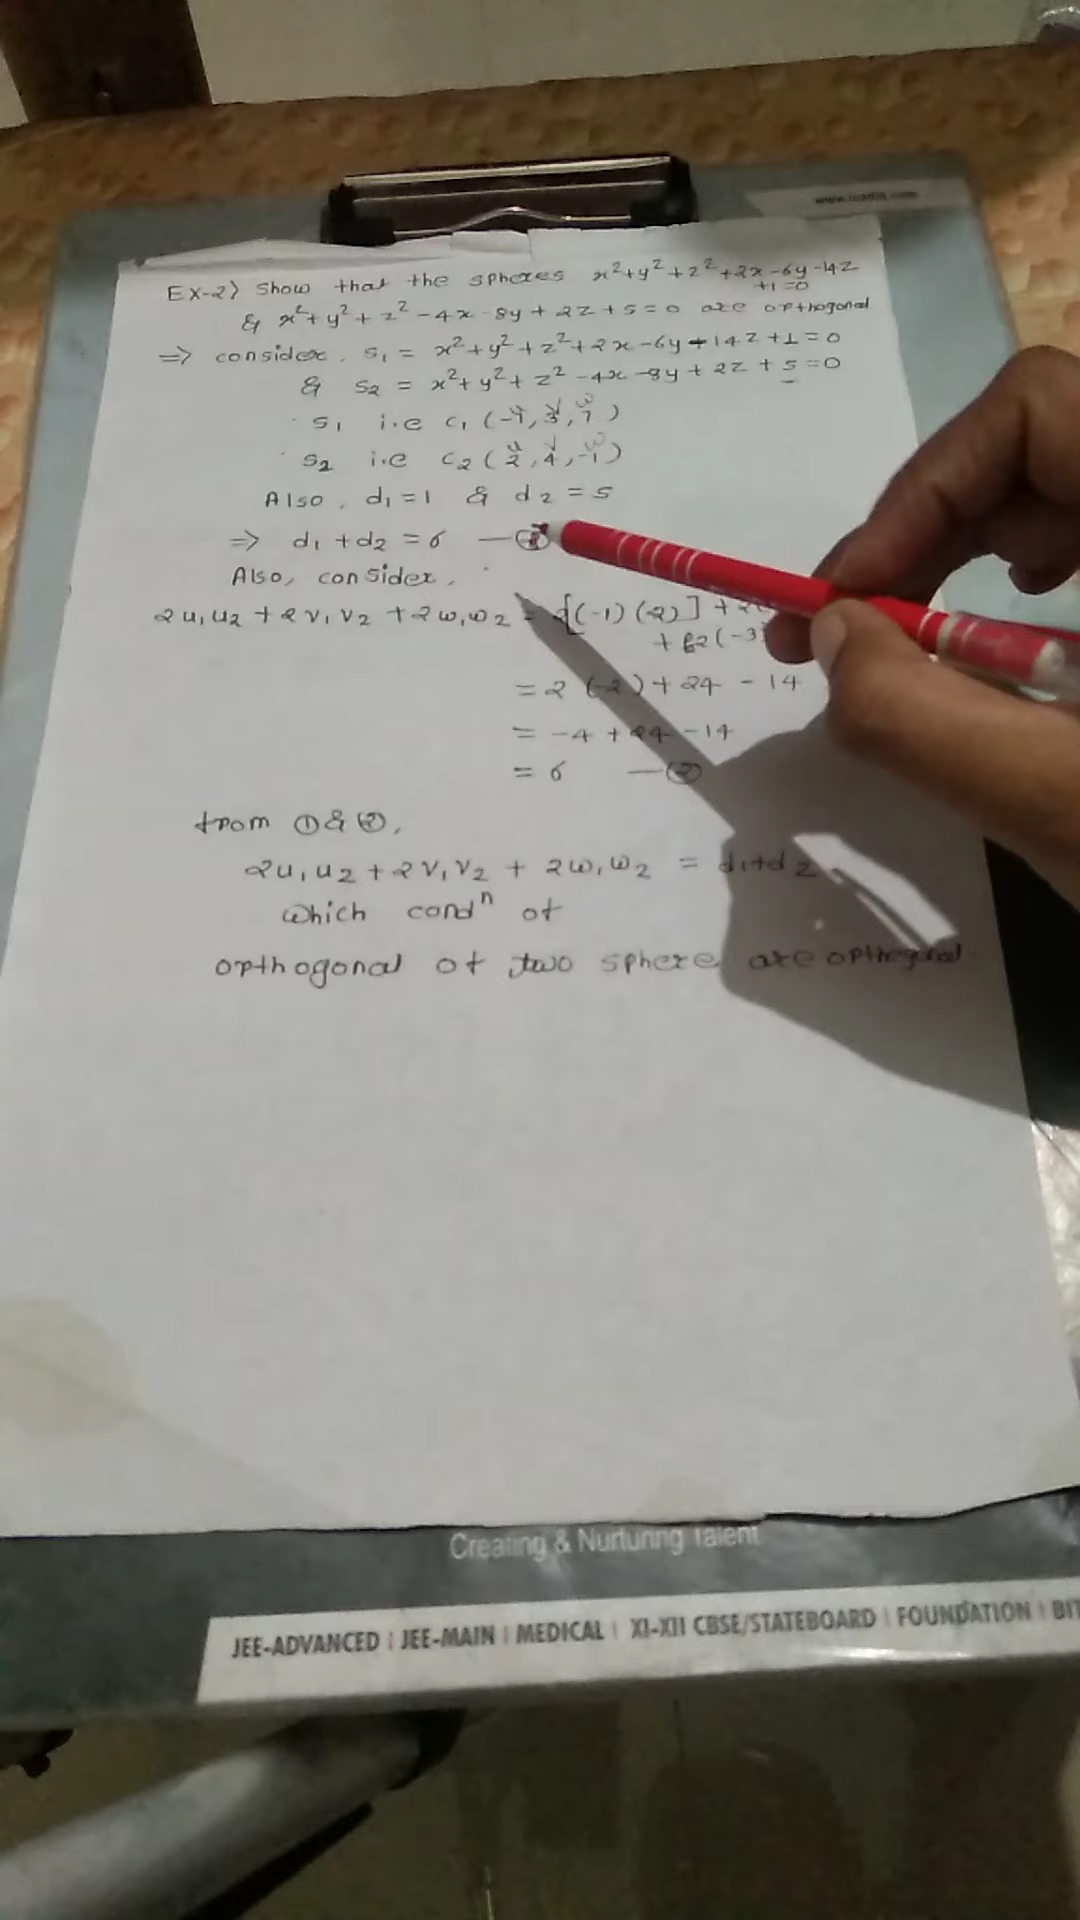 Ex-2) Show that the spheres x²+y²+z²+2x-6y-14z
+1=0
& x²+y²+z²-4x-8y+2z+5=0 are orthogonal
⇒ consider, S₁ = x²+y²+z²+2x-6y-14z+1=0
& S₂ = x²+y²+z²-4x-8y+2z+5=0
S₁ i.e C₁ (-1, 3, 7)
u v w
S₂ i.e C₂ (2, 4, -1)
u v w
Also, d₁=1 & d₂=5
⇒ d₁+d₂=6 —
Also, consider,
2u₁u₂+2v₁v₂+2w₁w₂ = 2[(-1)(2)]+2
=2(-2)+24-14
=-4+24-14
=6 —②
from ①&②,
2u₁u₂+2v₁v₂+2w₁w₂ = d₁+d₂
which condⁿ of
orthogonal of two sphere are orthogonal
Creating & Nurturing Talent
JEE-ADVANCED | JEE-MAIN | MEDICAL | XI-XII CBSE/STATEBOARD | FOUNDATION | BIT